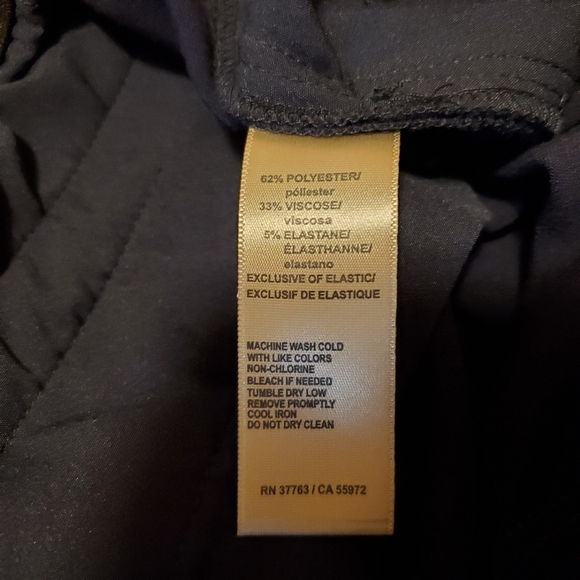 62% POLYESTER/
póliester
33% VISCOSE/
viscosa
5% ELASTANE/
ÉLASTHANNE/
elastano
EXCLUSIVE OF ELASTIC/
EXCLUSIF DE ELASTIQUE
MACHINE WASH COLD
WITH LIKE COLORS
NON-CHLORINE
BLEACH IF NEEDED
TUMBLE DRY LOW
REMOVE PROMPTLY
COOL IRON
DO NOT DRY CLEAN
RN 37763 / CA 55972